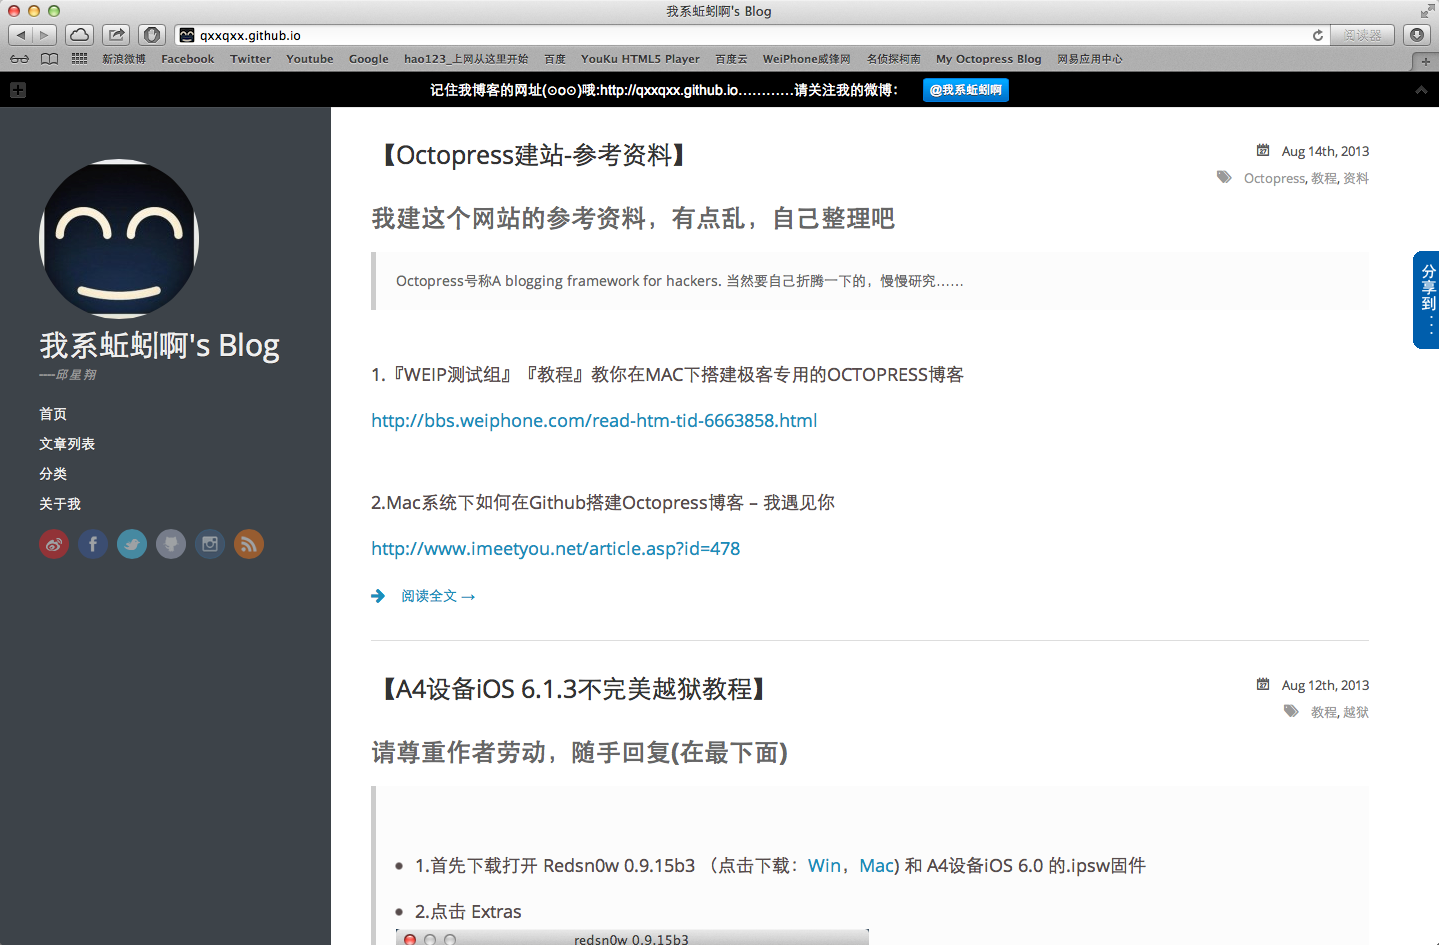 我系蚯蚓啊's Blog
qxxqxx.github.io
阅读器
新浪微博 Facebook Twitter Youtube Google hao123_上网从这里开始 百度 YouKu HTML5 Player 百度云 WeiPhone威锋网 名侦探柯南 My Octopress Blog 网易应用中心
记住我博客的网址(⊙o⊙)哦:http://qxxqxx.github.io…………请关注我的微博： @我系蚯蚓啊
我系蚯蚓啊's Blog
----邱星翔
首页
文章列表
分类
关于我
【Octopress建站-参考资料】
Aug 14th, 2013
Octopress, 教程, 资料
我建这个网站的参考资料，有点乱，自己整理吧
Octopress号称A blogging framework for hackers. 当然要自己折腾一下的，慢慢研究……
1.『WEIP测试组』『教程』教你在MAC下搭建极客专用的OCTOPRESS博客
http://bbs.weiphone.com/read-htm-tid-6663858.html
2.Mac系统下如何在Github搭建Octopress博客 – 我遇见你
http://www.imeetyou.net/article.asp?id=478
阅读全文 →
分享到：...
【A4设备iOS 6.1.3不完美越狱教程】
Aug 12th, 2013
教程, 越狱
请尊重作者劳动，随手回复(在最下面)
1.首先下载打开 Redsn0w 0.9.15b3 （点击下载：Win，Mac) 和 A4设备iOS 6.0 的.ipsw固件
2.点击 Extras
redsn0w 0.9.15b3